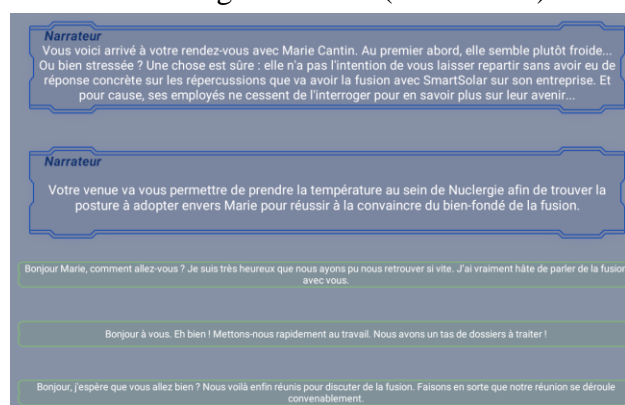 Narrateur
Vous voici arrivé à votre rendez-vous avec Marie Cantin. Au premier abord, elle semble plutôt froide...
Ou bien stressée ? Une chose est sûre : elle n'a pas l'intention de vous laisser repartir sans avoir eu de
réponse concrète sur les répercussions que va avoir la fusion avec SmartSolar sur son entreprise. Et
pour cause, ses employés ne cessent de l'interroger pour en savoir plus sur leur avenir...
Narrateur
Votre venue va vous permettre de prendre la température au sein de Nuclergie afin de trouver la
posture à adopter envers Marie pour réussir à la convaincre du bien-fondé de la fusion.
Bonjour Marie, comment allez-vous ? Je suis très heureux que nous ayons pu nous retrouver si vite. J'ai vraiment hâte de parler de la fusion
avec vous.
Bonjour à vous. Eh bien ! Mettons-nous rapidement au travail. Nous avons un tas de dossiers à traiter !
Bonjour, j'espère que vous allez bien ? Nous voilà enfin réunis pour discuter de la fusion. Faisons en sorte que notre réunion se déroule
convenablement.